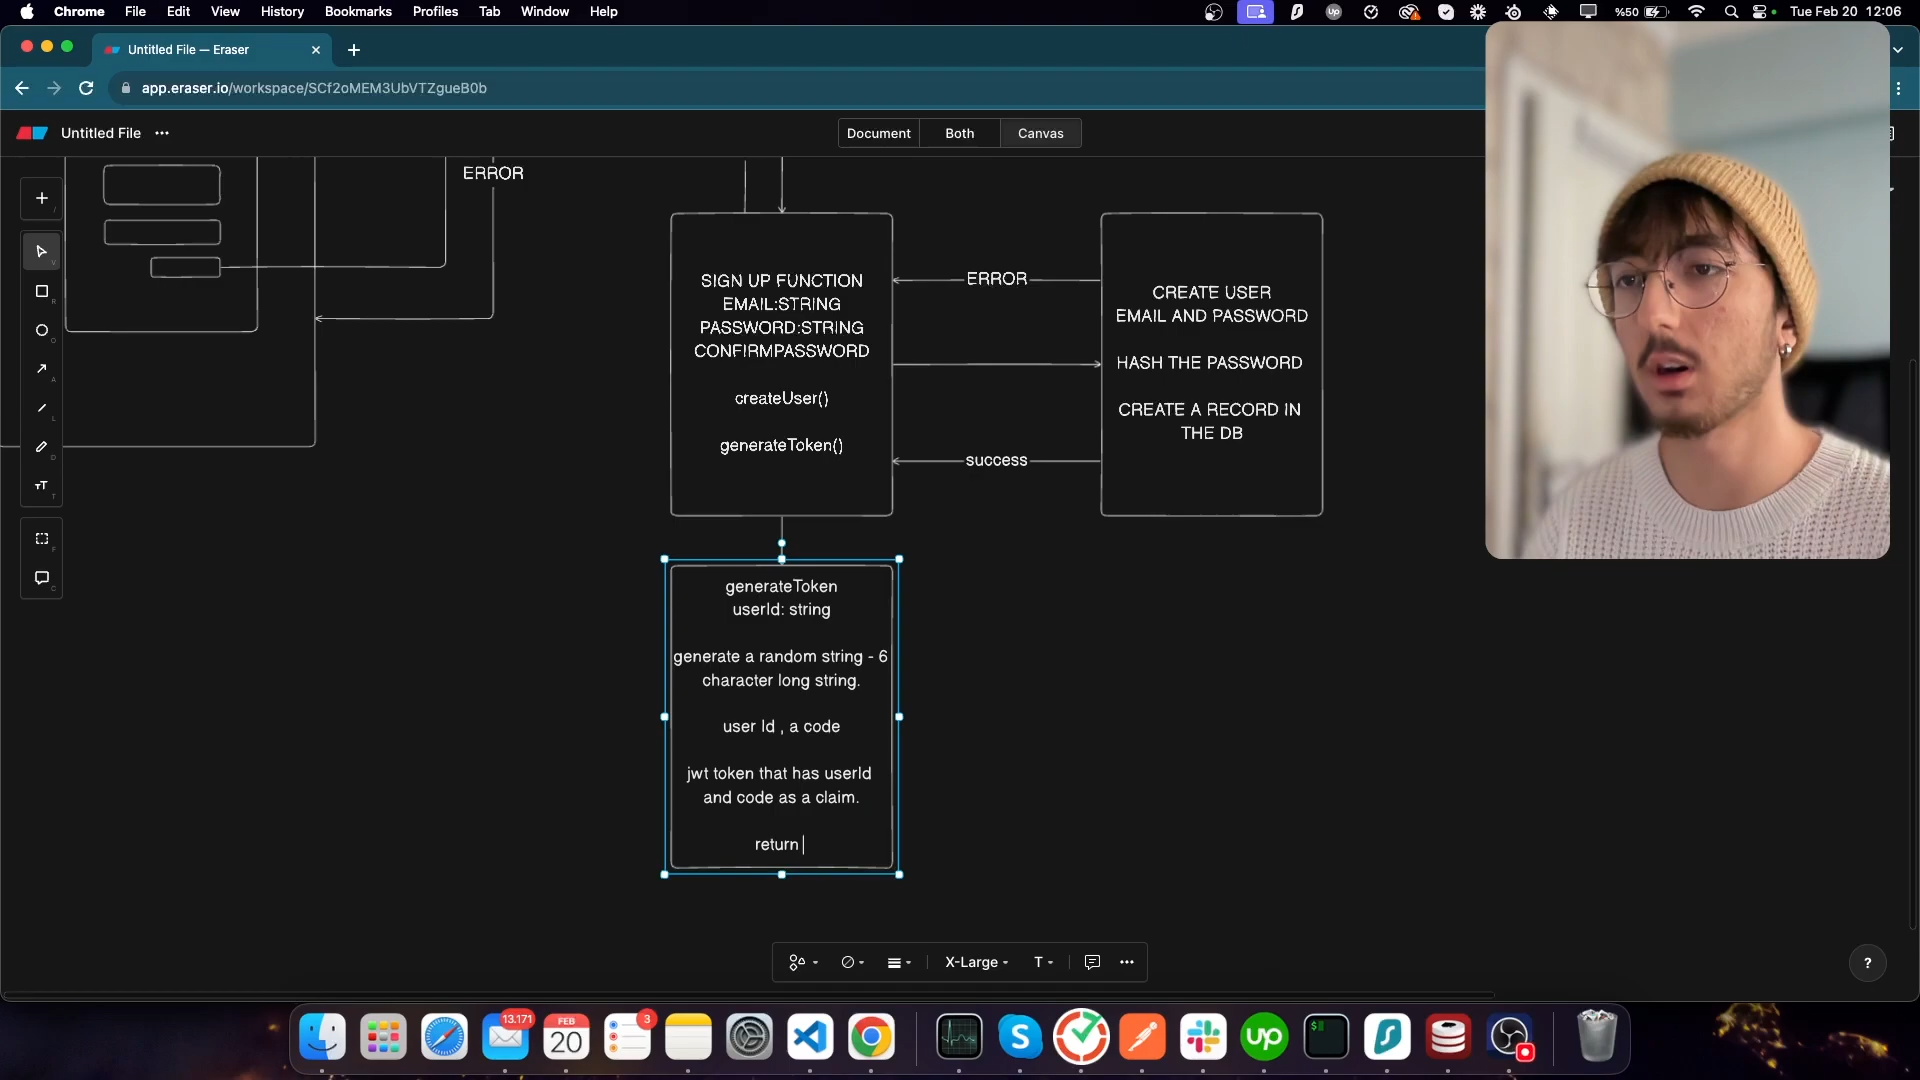 Chrome File Edit View History Bookmarks Profiles Tab Window Help
%50 Tue Feb 20 12:06
Untitled File — Eraser
app.eraser.io/workspace/SCf2oMEM3UbVTZgueB0b
Untitled File
Document Both Canvas
ERROR
SIGN UP FUNCTION
EMAIL:STRING
PASSWORD:STRING
CONFIRMPASSWORD
createUser()
generateToken()
ERROR
success
CREATE USER
EMAIL AND PASSWORD
HASH THE PASSWORD
CREATE A RECORD IN
THE DB
generateToken
userId: string
generate a random string - 6
character long string.
user Id , a code
jwt token that has userId
and code as a claim.
return
X-Large T
?
13.171
FEB
20
3
S
up
$